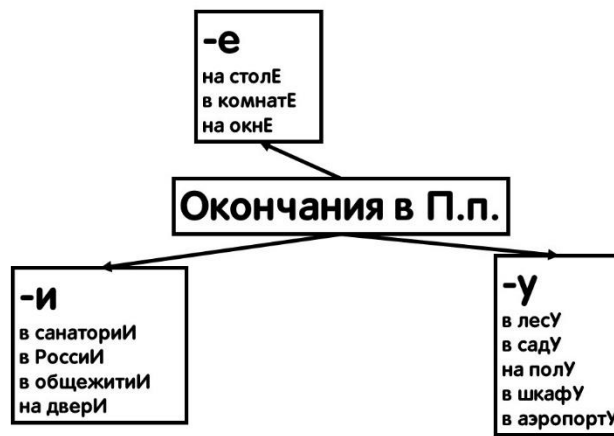 -е
на столЕ
в комнатЕ
на окнЕ
Окончания в П.п.
-и
в санаториИ
в РоссиИ
в общежитиИ
на двериИ
-у
в лесУ
в садУ
на полУ
в шкафУ
в аэропортУ